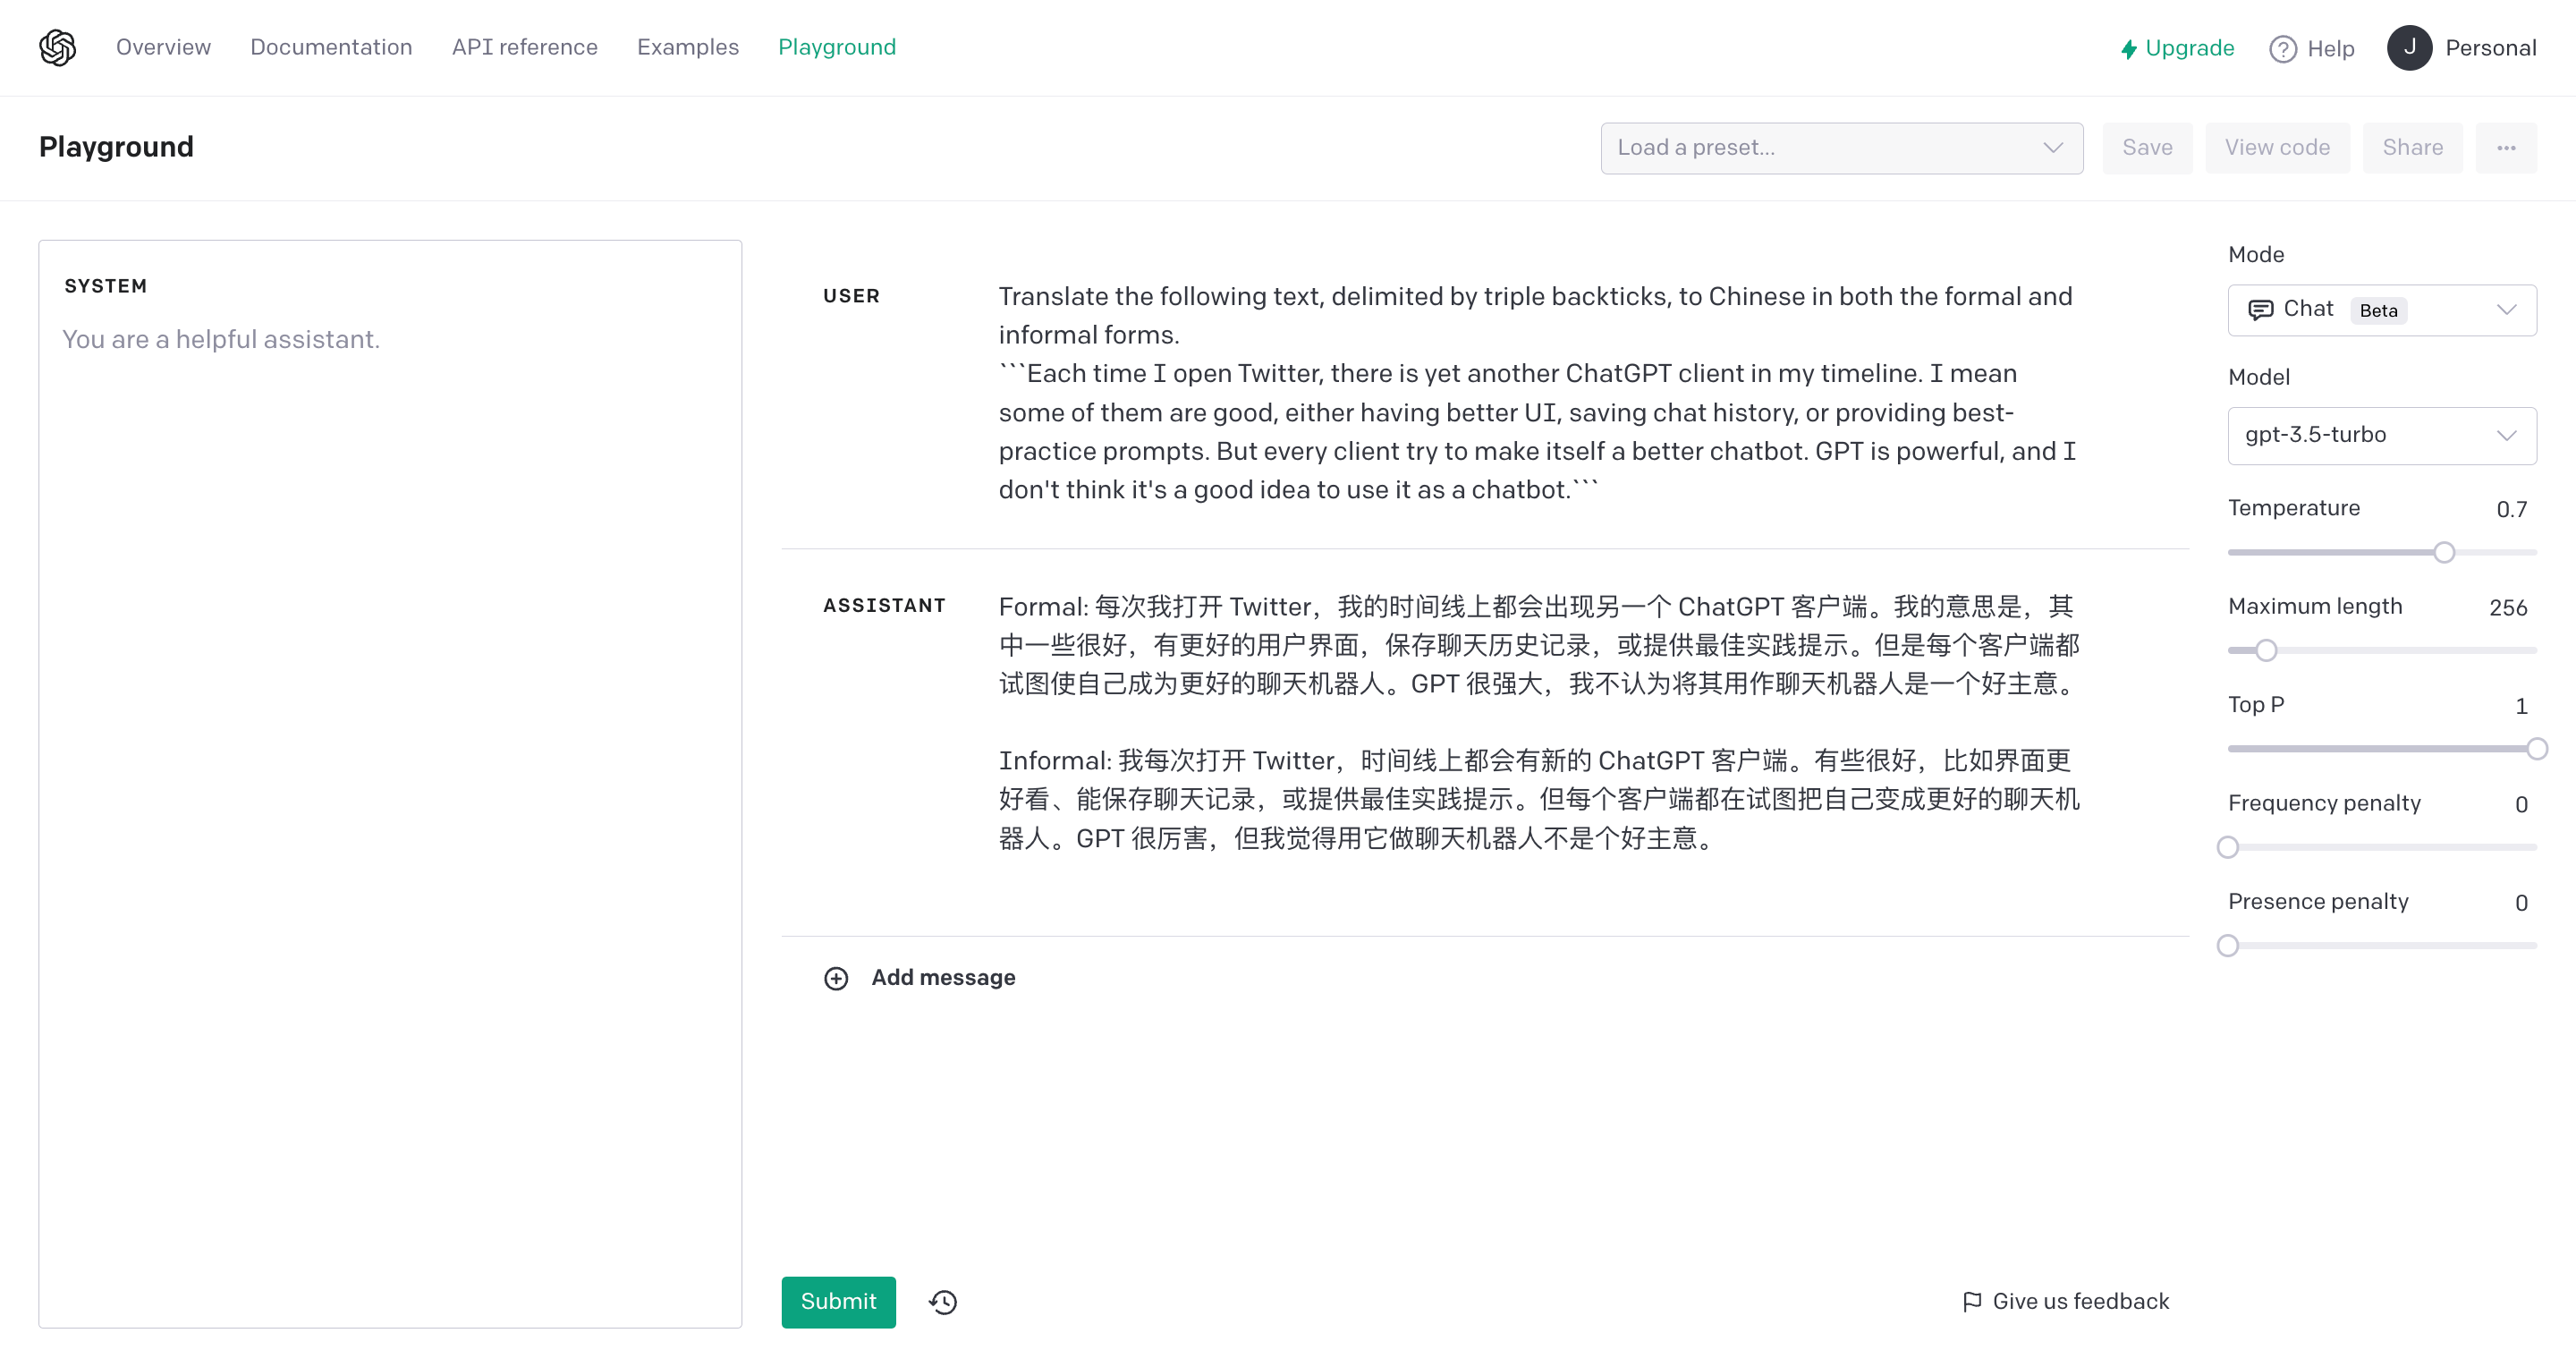 Overview Documentation API reference Examples Playground Upgrade Help J Personal
Playground Load a preset... Save View code Share ...
SYSTEM
You are a helpful assistant.
USER
Translate the following text, delimited by triple backticks, to Chinese in both the formal and
informal forms.
```Each time I open Twitter, there is yet another ChatGPT client in my timeline. I mean
some of them are good, either having better UI, saving chat history, or providing best-
practice prompts. But every client try to make itself a better chatbot. GPT is powerful, and I
don't think it's a good idea to use it as a chatbot.```
ASSISTANT
Formal: 每次我打开 Twitter，我的时间线上都会出现另一个 ChatGPT 客户端。我的意思是，其
中一些很好，有更好的用户界面，保存聊天历史记录，或提供最佳实践提示。但是每个客户端都
试图使自己成为更好的聊天机器人。GPT 很强大，我不认为将其用作聊天机器人是一个好主意。
Informal: 我每次打开 Twitter，时间线上都会有新的 ChatGPT 客户端。有些很好，比如界面更
好看、能保存聊天记录，或提供最佳实践提示。但每个客户端都在试图把自己变成更好的聊天机
器人。GPT 很厉害，但我觉得用它做聊天机器人不是个好主意。
Add message
Submit
Give us feedback
Mode
Chat Beta
Model
gpt-3.5-turbo
Temperature 0.7
Maximum length 256
Top P 1
Frequency penalty 0
Presence penalty 0